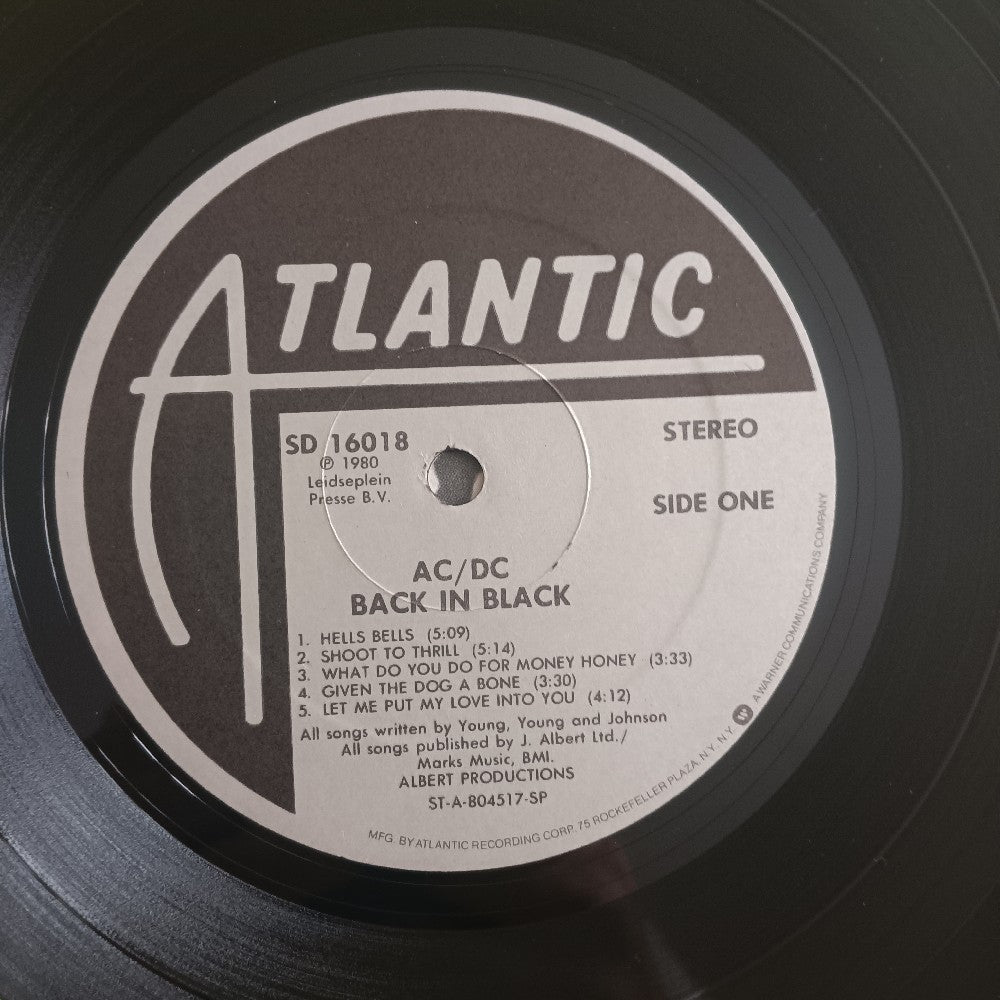 ATLANTIC
SD 16018
℗ 1980
Leidseplein
Presse B.V.
STEREO
SIDE ONE
AC/DC
BACK IN BLACK
1. HELLS BELLS (5:09)
2. SHOOT TO THRILL (5:14)
3. WHAT DO YOU DO FOR MONEY HONEY (3:33)
4. GIVEN THE DOG A BONE (3:30)
5. LET ME PUT MY LOVE INTO YOU (4:12)
All songs written by Young, Young and Johnson
All songs published by J. Albert Ltd./
Marks Music, BMI.
ALBERT PRODUCTIONS
ST-A-804517-SP
MFG. BY ATLANTIC RECORDING CORP. 75 ROCKEFELLER PLAZA, N.Y. N.Y. A WARNER COMMUNICATIONS COMPANY